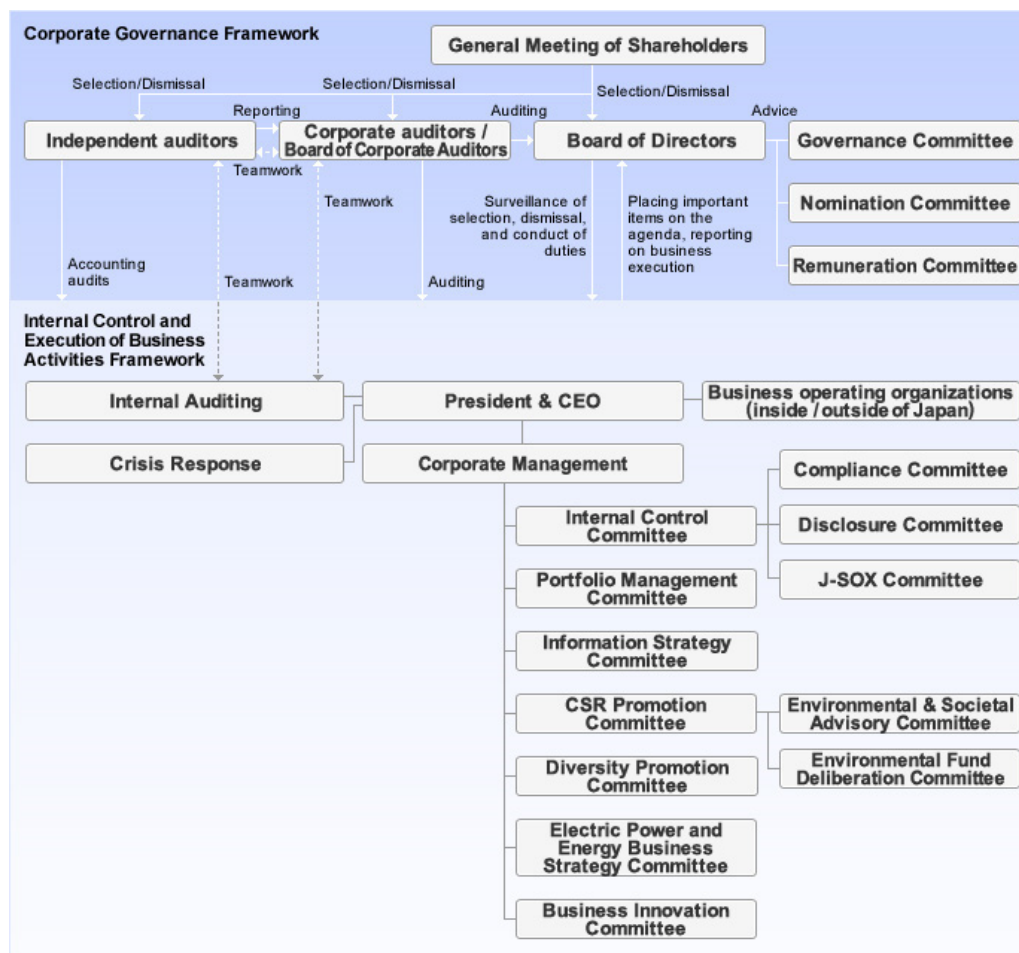 Corporate Governance Framework
General Meeting of Shareholders
Selection/Dismissal
Selection/Dismissal
Selection/Dismissal
Reporting
Auditing
Advice
Independent auditors
Corporate auditors /
Board of Corporate Auditors
Board of Directors
Governance Committee
Teamwork
Teamwork
Surveillance of
selection, dismissal,
and conduct of
duties
Placing important
items on the
agenda, reporting
on business
execution
Nomination Committee
Remuneration Committee
Accounting
audits
Teamwork
Auditing
Internal Control and
Execution of Business
Activities Framework
Internal Auditing
President & CEO
Business operating organizations
(inside / outside of Japan)
Crisis Response
Corporate Management
Compliance Committee
Internal Control
Committee
Disclosure Committee
Portfolio Management
Committee
J-SOX Committee
Information Strategy
Committee
CSR Promotion
Committee
Environmental & Societal
Advisory Committee
Diversity Promotion
Committee
Environmental Fund
Deliberation Committee
Electric Power and
Energy Business
Strategy Committee
Business Innovation
Committee